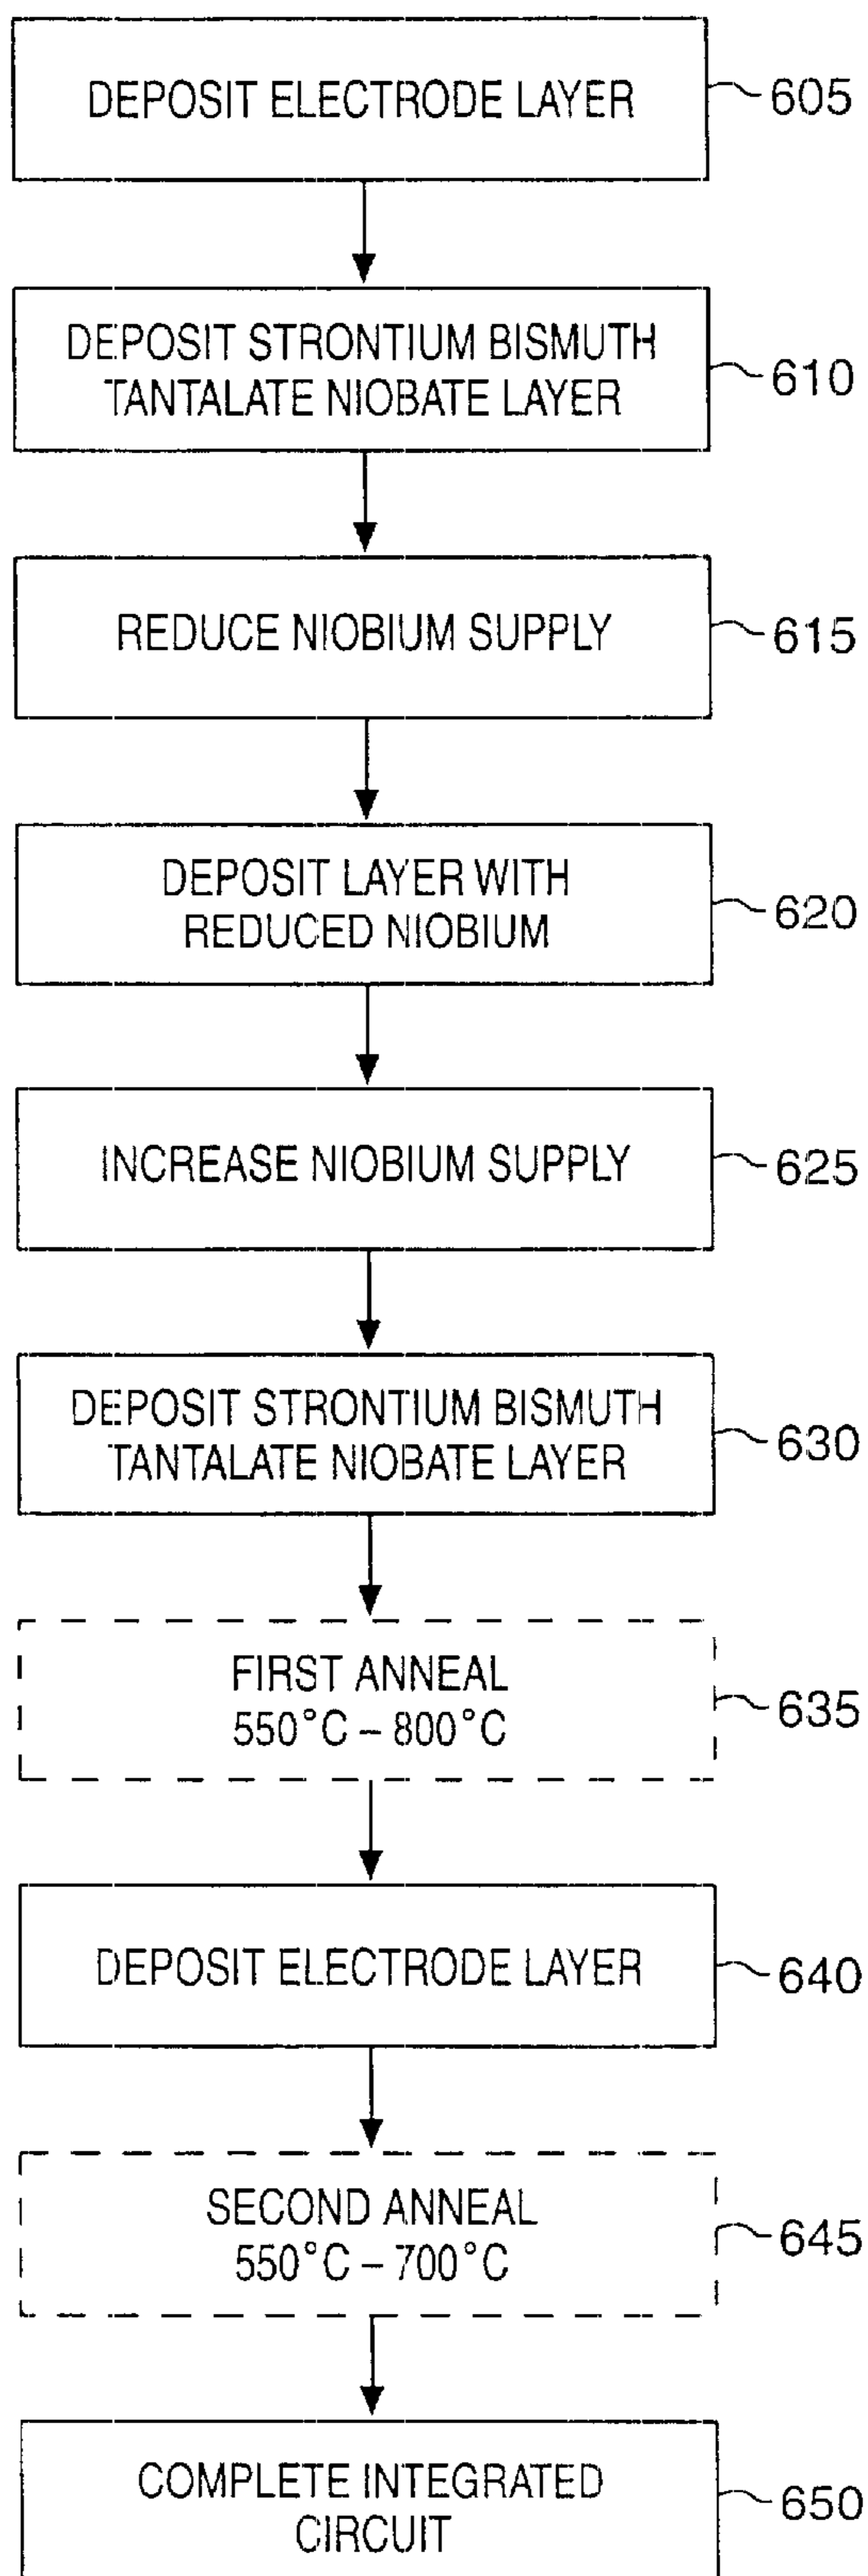 DEPOSIT ELECTRODE LAYER
605
DEPOSIT STRONTIUM BISMUTH
TANTALATE NIOBATE LAYER
610
REDUCE NIOBIUM SUPPLY
615
DEPOSIT LAYER WITH
REDUCED NIOBIUM
620
INCREASE NIOBIUM SUPPLY
625
DEPOSIT STRONTIUM BISMUTH
TANTALATE NIOBATE LAYER
630
FIRST ANNEAL
550°C – 800°C
635
DEPOSIT ELECTRODE LAYER
640
SECOND ANNEAL
550°C – 700°C
645
COMPLETE INTEGRATED
CIRCUIT
650